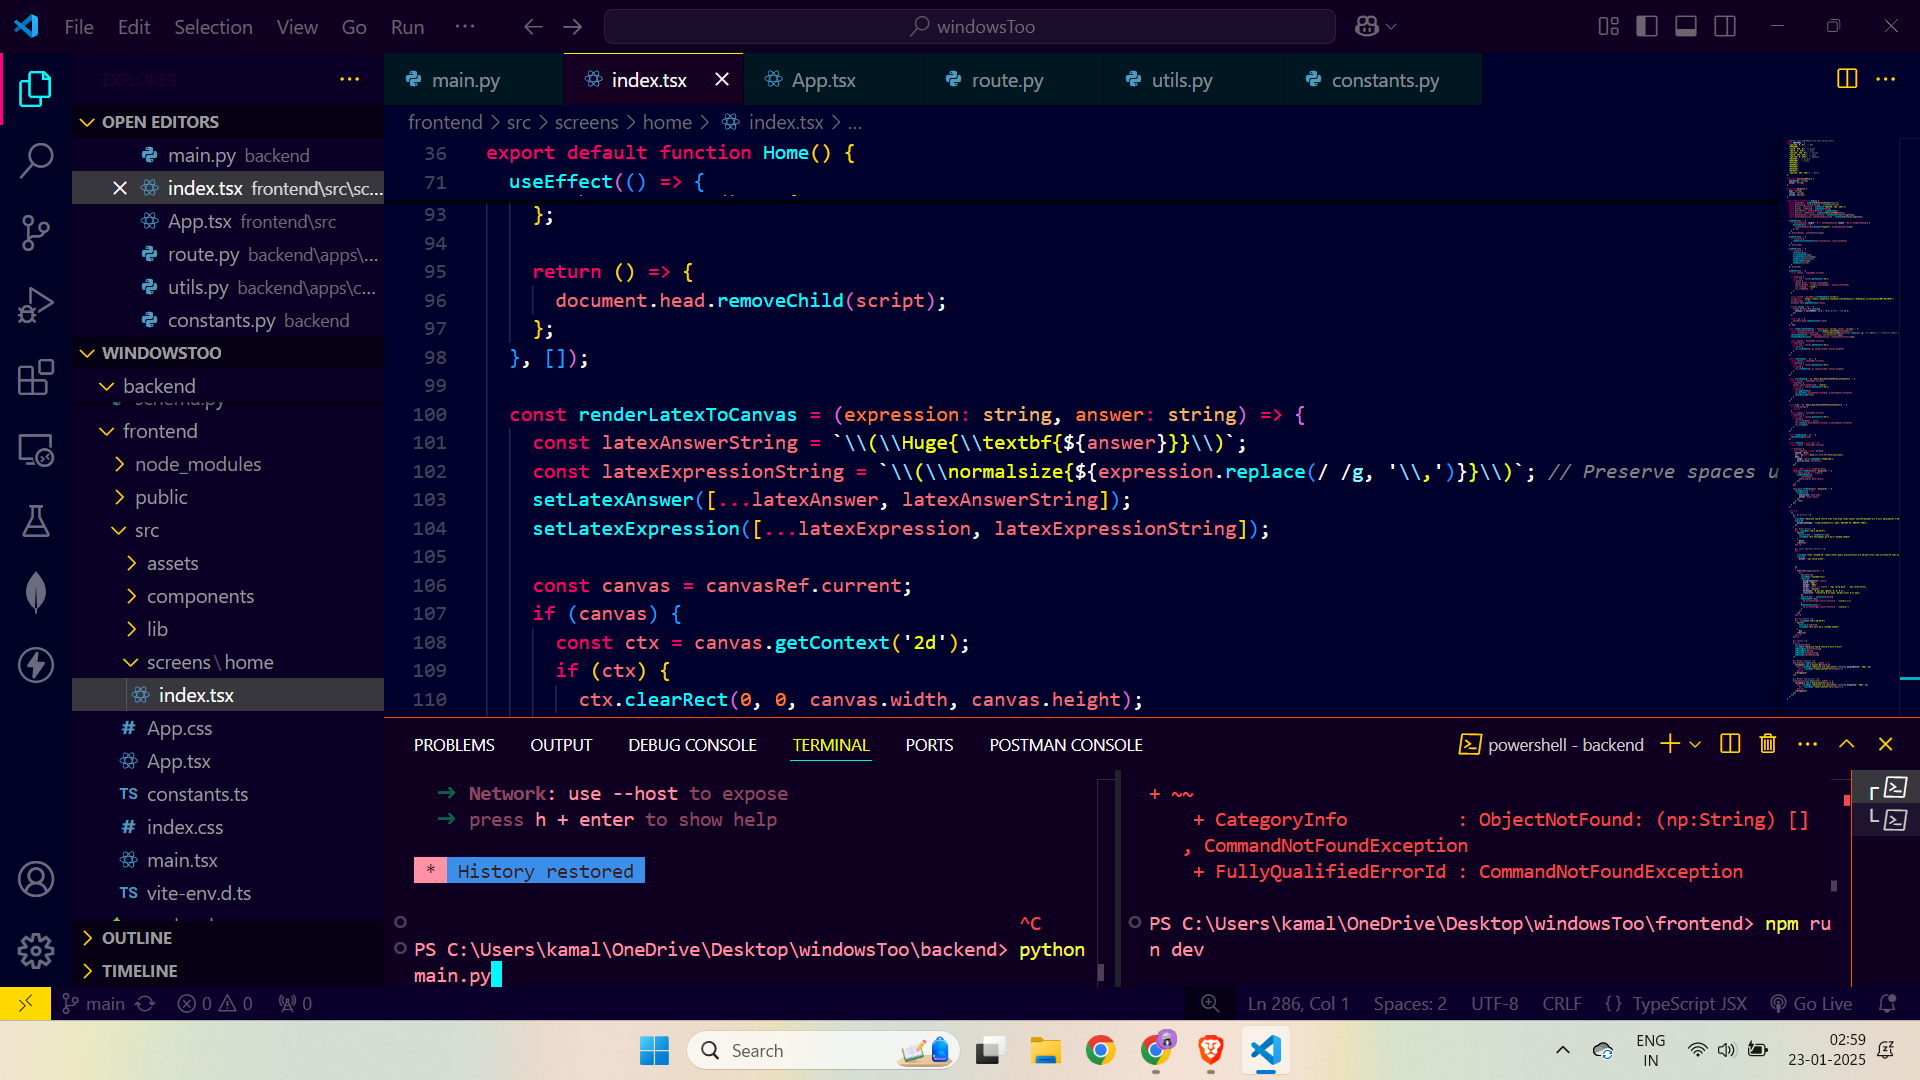 File Edit Selection View Go Run ···
windowsToo
EXPLORER
OPEN EDITORS
main.py backend
index.tsx frontend\src\sc...
App.tsx frontend\src
route.py backend\apps\...
utils.py backend\apps\c...
constants.py backend
WINDOWSTOO
backend
schema.py
frontend
node_modules
public
src
assets
components
lib
screens\home
index.tsx
App.css
App.tsx
constants.ts
index.css
main.tsx
vite-env.d.ts
OUTLINE
TIMELINE
main.py index.tsx App.tsx route.py utils.py constants.py
frontend > src > screens > home > index.tsx > ...
36 export default function Home() {
71 useEffect(() => {
93 };
94
95 return () => {
96 document.head.removeChild(script);
97 };
98 }, []);
99
100 const renderLatexToCanvas = (expression: string, answer: string) => {
101 const latexAnswerString = `\\(\\Huge{\\textbf{${answer}}}\\)`;
102 const latexExpressionString = `\\(\\normalsize{${expression.replace(/ /g, '\\,')}}\\)`; // Preserve spaces u
103 setLatexAnswer([...latexAnswer, latexAnswerString]);
104 setLatexExpression([...latexExpression, latexExpressionString]);
105
106 const canvas = canvasRef.current;
107 if (canvas) {
108 const ctx = canvas.getContext('2d');
109 if (ctx) {
110 ctx.clearRect(0, 0, canvas.width, canvas.height);
PROBLEMS OUTPUT DEBUG CONSOLE TERMINAL PORTS POSTMAN CONSOLE
powershell - backend
→ Network: use --host to expose
→ press h + enter to show help
* History restored
^C
PS C:\Users\kamal\OneDrive\Desktop\windowsToo\backend> python
main.py
+ ~~
+ CategoryInfo : ObjectNotFound: (np:String) []
, CommandNotFoundException
+ FullyQualifiedErrorId : CommandNotFoundException
PS C:\Users\kamal\OneDrive\Desktop\windowsToo\frontend> npm ru
n dev
main 0 0 0
Ln 286, Col 1 Spaces: 2 UTF-8 CRLF {} TypeScript JSX Go Live
Search
ENG
IN
02:59
23-01-2025